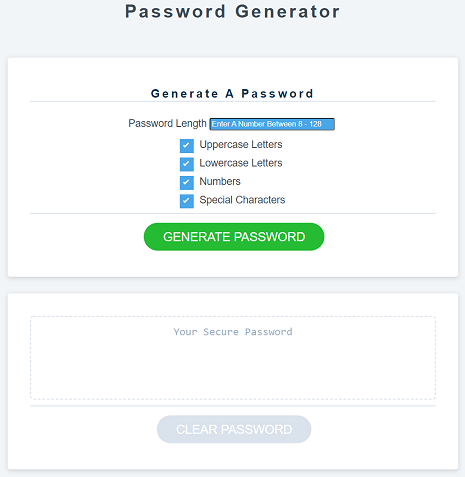 Password Generator
Generate A Password
Password Length Enter A Number Between 8 - 128
Uppercase Letters
Lowercase Letters
Numbers
Special Characters
GENERATE PASSWORD
Your Secure Password
CLEAR PASSWORD